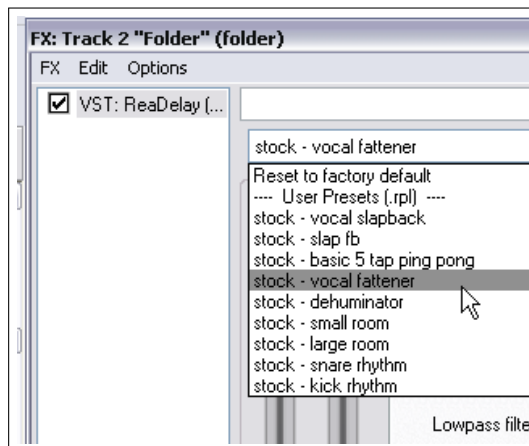 FX: Track 2 "Folder" (folder)
FX Edit Options
VST: ReaDelay (...
stock - vocal fattener
Reset to factory default
---- User Presets (.rpl) ----
stock - vocal slapback
stock - slap fb
stock - basic 5 tap ping pong
stock - vocal fattener
stock - dehuminator
stock - small room
stock - large room
stock - snare rhythm
stock - kick rhythm
Lowpass filte